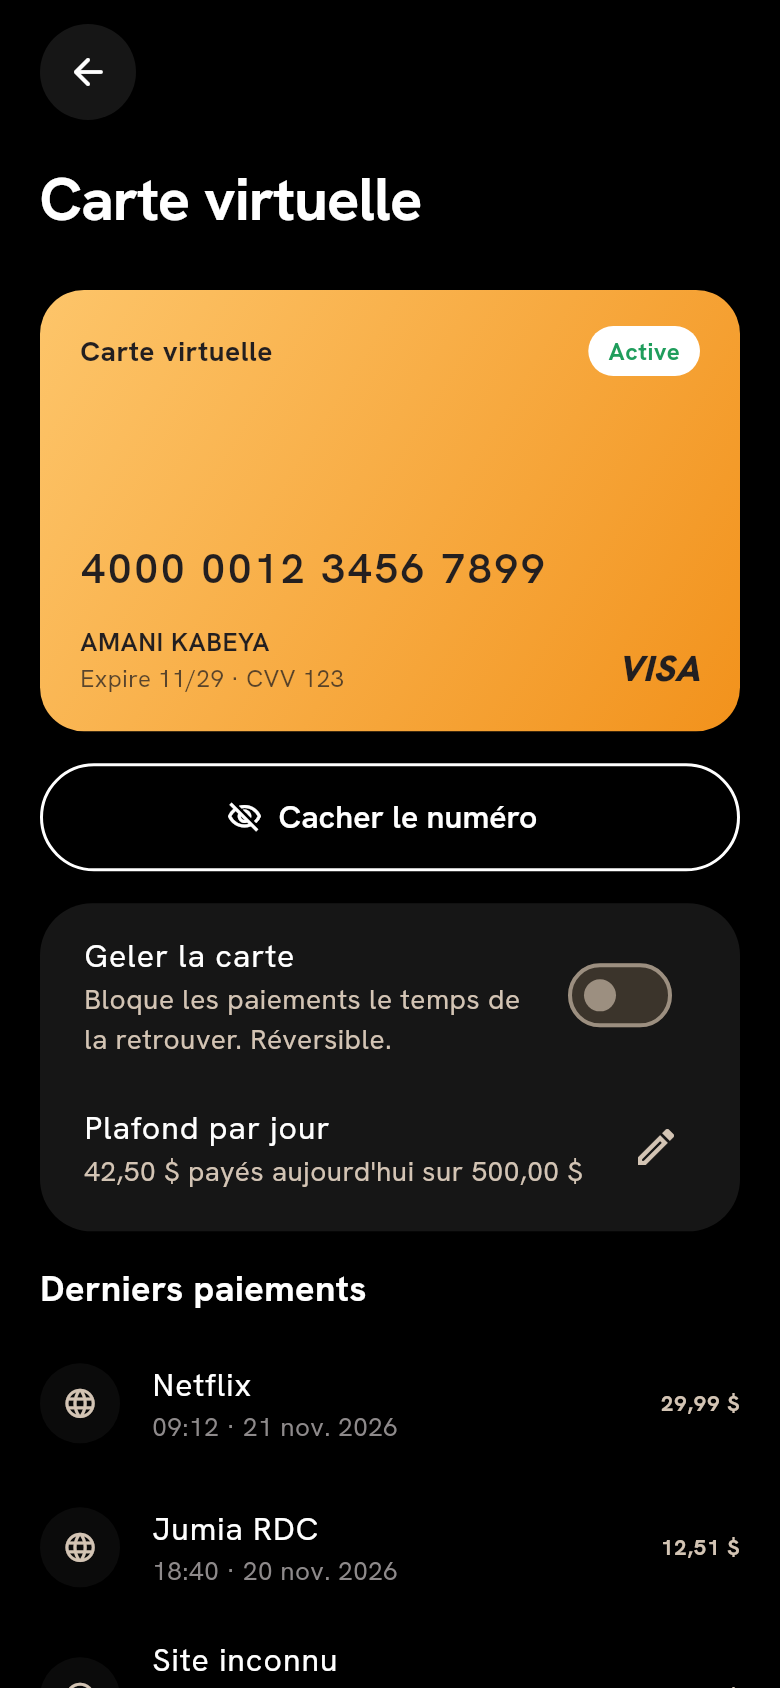 Carte virtuelle
Carte virtuelle
Active
4000 0012 3456 7899
AMANI KABEYA
Expire 11/29 · CVV 123
VISA
Cacher le numéro
Geler la carte
Bloque les paiements le temps de
la retrouver. Réversible.
Plafond par jour
42,50 $ payés aujourd'hui sur 500,00 $
Derniers paiements
Netflix
29,99 $
09:12 · 21 nov. 2026
Jumia RDC
12,51 $
18:40 · 20 nov. 2026
Site inconnu